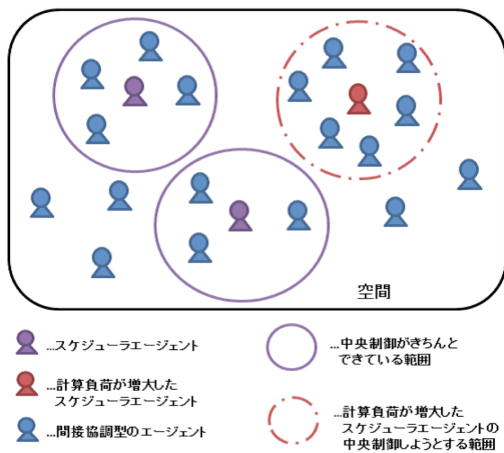 空間
...スケジューラエージェント
...計算負荷が増大した
スケジューラエージェント
...間接協調型のエージェント
...中央制御がきちんと
できている範囲
...計算負荷が増大した
スケジューラエージェントの
中央制御しようとする範囲